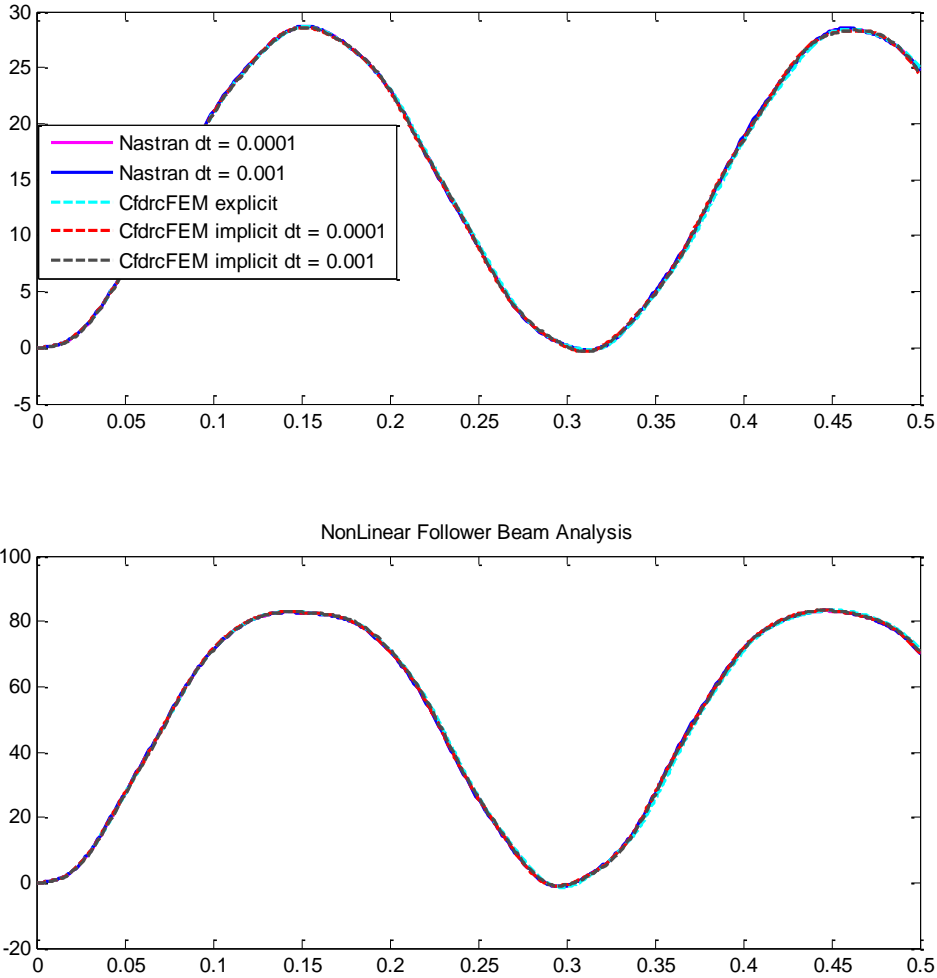 30
25
20
15
10
5
0
-5
Nastran dt = 0.0001
Nastran dt = 0.001
CfdrcFEM explicit
CfdrcFEM implicit dt = 0.0001
CfdrcFEM implicit dt = 0.001
0 0.05 0.1 0.15 0.2 0.25 0.3 0.35 0.4 0.45 0.5
NonLinear Follower Beam Analysis
100
80
60
40
20
0
-20
0 0.05 0.1 0.15 0.2 0.25 0.3 0.35 0.4 0.45 0.5